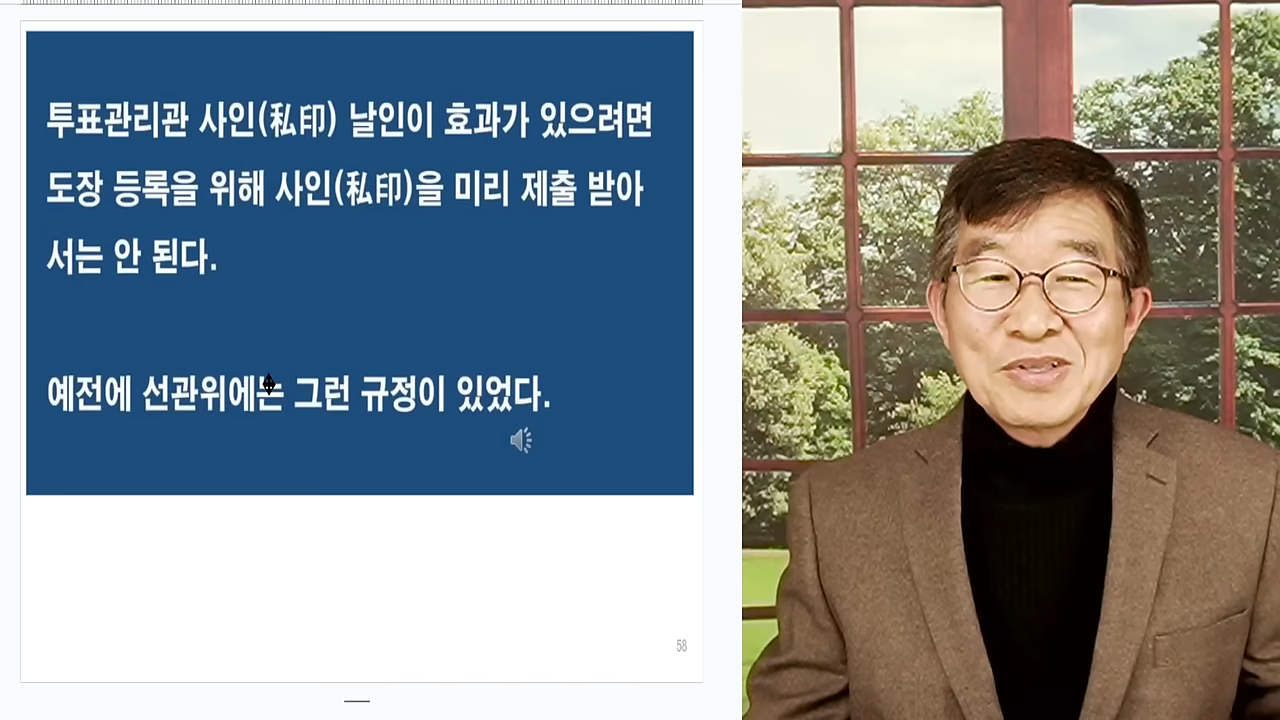 투표관리관 사인(私印) 날인이 효과가 있으려면
도장 등록을 위해 사인(私印)을 미리 제출 받아
서는 안 된다.
예전에 선관위에는 그런 규정이 있었다.
58